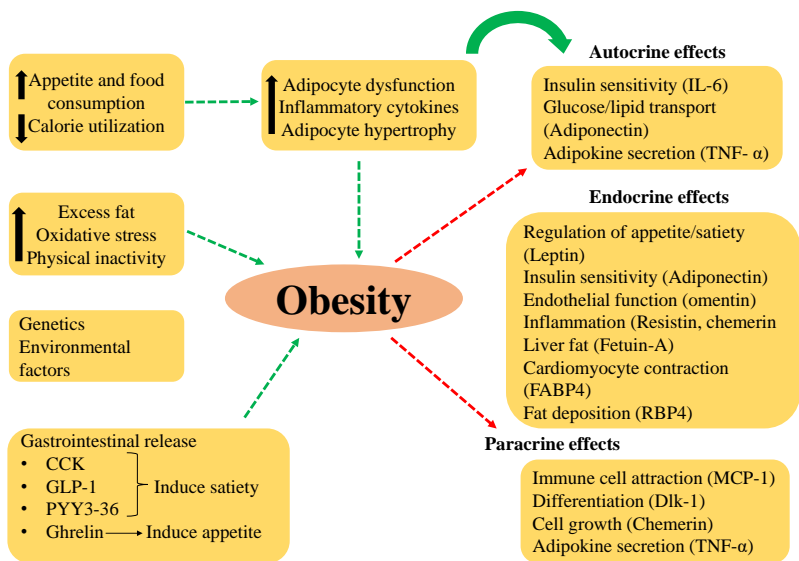 Appetite and food
consumption
Calorie utilization
Adipocyte dysfunction
Inflammatory cytokines
Adipocyte hypertrophy
Autocrine effects
Insulin sensitivity (IL-6)
Glucose/lipid transport
(Adiponectin)
Adipokine secretion (TNF- α)
Excess fat
Oxidative stress
Physical inactivity
Endocrine effects
Regulation of appetite/satiety
(Leptin)
Insulin sensitivity (Adiponectin)
Endothelial function (omentin)
Inflammation (Resistin, chemerin
Liver fat (Fetuin-A)
Cardiomyocyte contraction
(FABP4)
Fat deposition (RBP4)
Obesity
Genetics
Environmental
factors
Gastrointestinal release
• CCK
• GLP-1
• PYY3-36
Induce satiety
• Ghrelin Induce appetite
Paracrine effects
Immune cell attraction (MCP-1)
Differentiation (Dlk-1)
Cell growth (Chemerin)
Adipokine secretion (TNF-α)